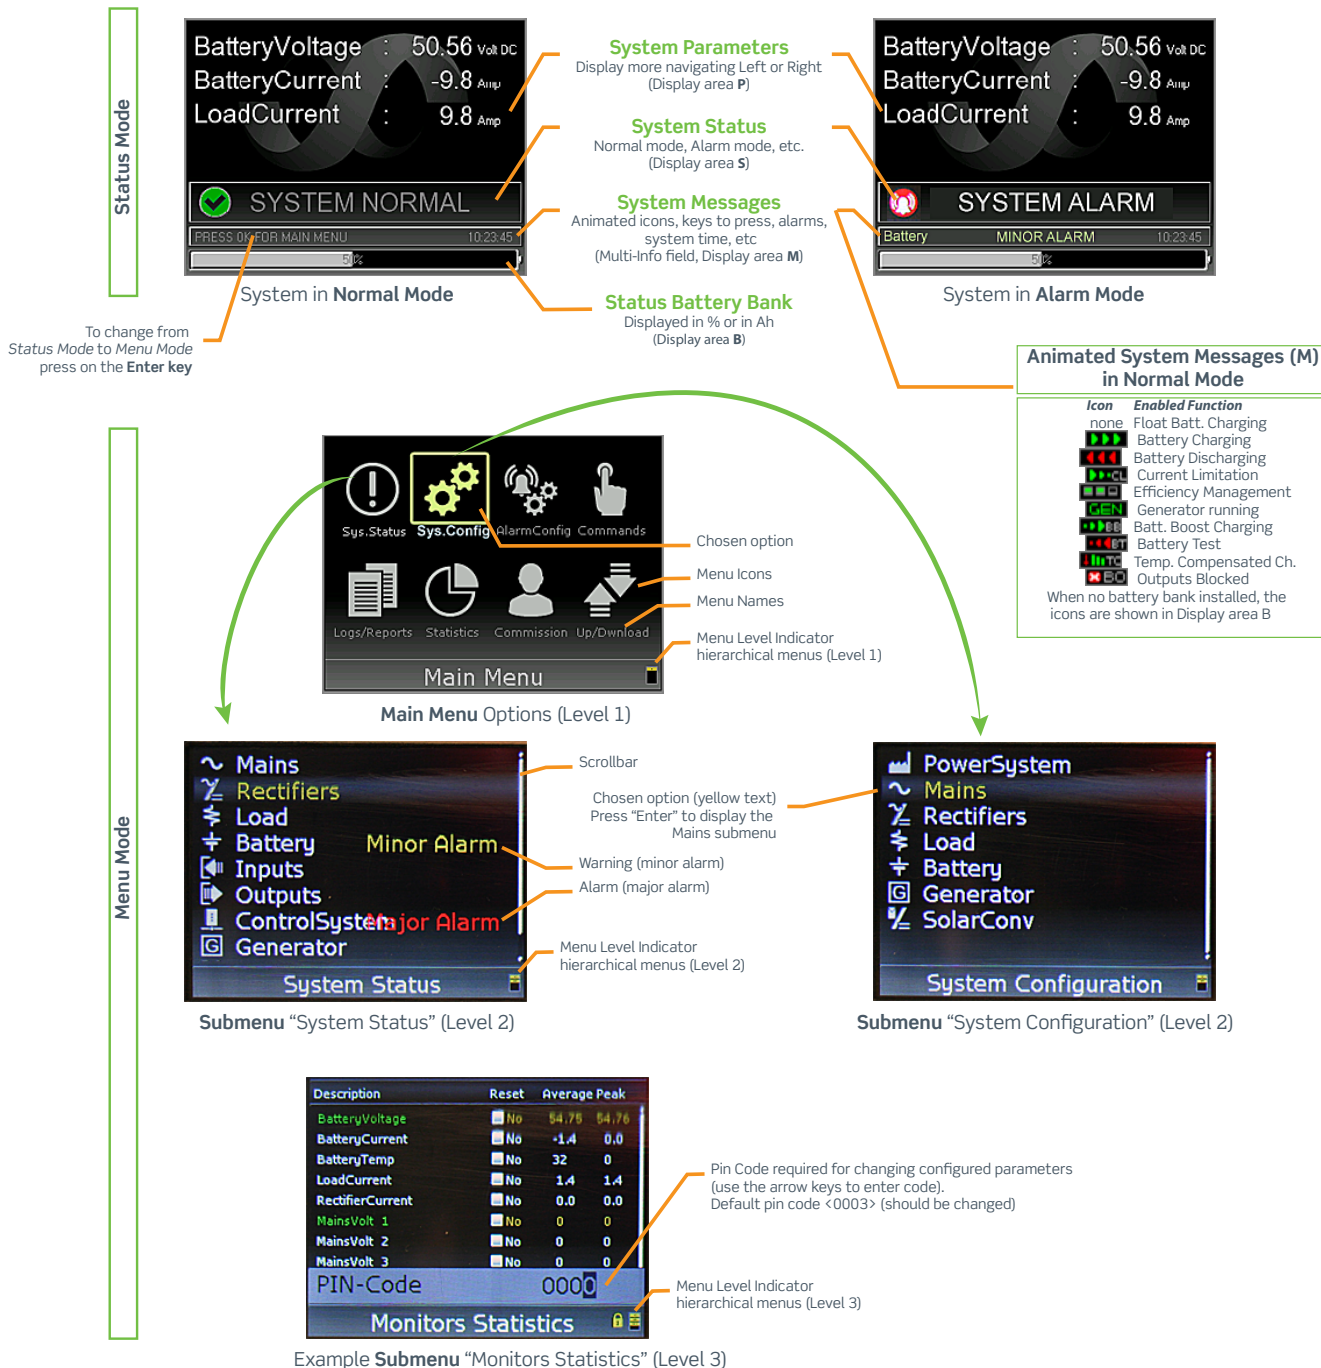 Status Mode
BatteryVoltage : 50.56 Volt DC
BatteryCurrent : -9.8 Amp
LoadCurrent : 9.8 Amp
SYSTEM NORMAL
PRESS OK FOR MAIN MENU 10:23:45
50%
System in Normal Mode
System Parameters
Display more navigating Left or Right
(Display area P)
System Status
Normal mode, Alarm mode, etc.
(Display area S)
System Messages
Animated icons, keys to press, alarms,
system time, etc
(Multi-Info field, Display area M)
Status Battery Bank
Displayed in % or in Ah
(Display area B)
BatteryVoltage : 50.56 Volt DC
BatteryCurrent : -9.8 Amp
LoadCurrent : 9.8 Amp
SYSTEM ALARM
Battery MINOR ALARM 10:23:45
50%
System in Alarm Mode
To change from
Status Mode to Menu Mode
press on the Enter key
Animated System Messages (M)
in Normal Mode
Icon Enabled Function
none Float Batt. Charging
Battery Charging
Battery Discharging
CL Current Limitation
Efficiency Management
GEN Generator running
BB Batt. Boost Charging
BT Battery Test
TC Temp. Compensated Ch.
BO Outputs Blocked
When no battery bank installed, the
icons are shown in Display area B
Menu Mode
Sys.Status Sys.Config AlarmConfig Commands
Logs/Reports Statistics Commission Up/Dwnload
Main Menu
Chosen option
Menu Icons
Menu Names
Menu Level Indicator
hierarchical menus (Level 1)
Main Menu Options (Level 1)
Mains
Rectifiers
Load
Battery Minor Alarm
Inputs
Outputs
ControlSystem Major Alarm
G Generator
System Status
Submenu "System Status" (Level 2)
Scrollbar
Chosen option (yellow text)
Press "Enter" to display the
Mains submenu
Warning (minor alarm)
Alarm (major alarm)
Menu Level Indicator
hierarchical menus (Level 2)
PowerSystem
Mains
Rectifiers
Load
Battery
G Generator
SolarConv
System Configuration
Submenu "System Configuration" (Level 2)
Description Reset Average Peak
BatteryVoltage No 54.75 54.76
BatteryCurrent No -1.4 0.0
BatteryTemp No 32 0
LoadCurrent No 1.4 1.4
RectifierCurrent No 0.0 0.0
MainsVolt 1 No 0 0
MainsVolt 2 No 0 0
MainsVolt 3 No 0 0
PIN-Code 0000
Monitors Statistics
Pin Code required for changing configured parameters
(use the arrow keys to enter code).
Default pin code <0003> (should be changed)
Menu Level Indicator
hierarchical menus (Level 3)
Example Submenu "Monitors Statistics" (Level 3)